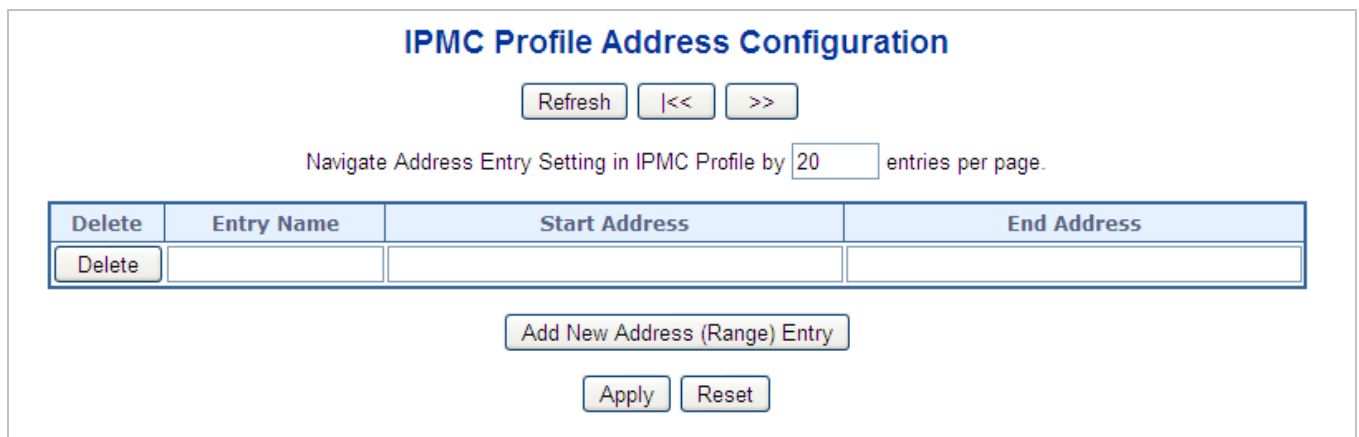 IPMC Profile Address Configuration
Refresh |<< >>
Navigate Address Entry Setting in IPMC Profile by 20 entries per page.
Delete Entry Name Start Address End Address
Delete
Add New Address (Range) Entry
Apply Reset